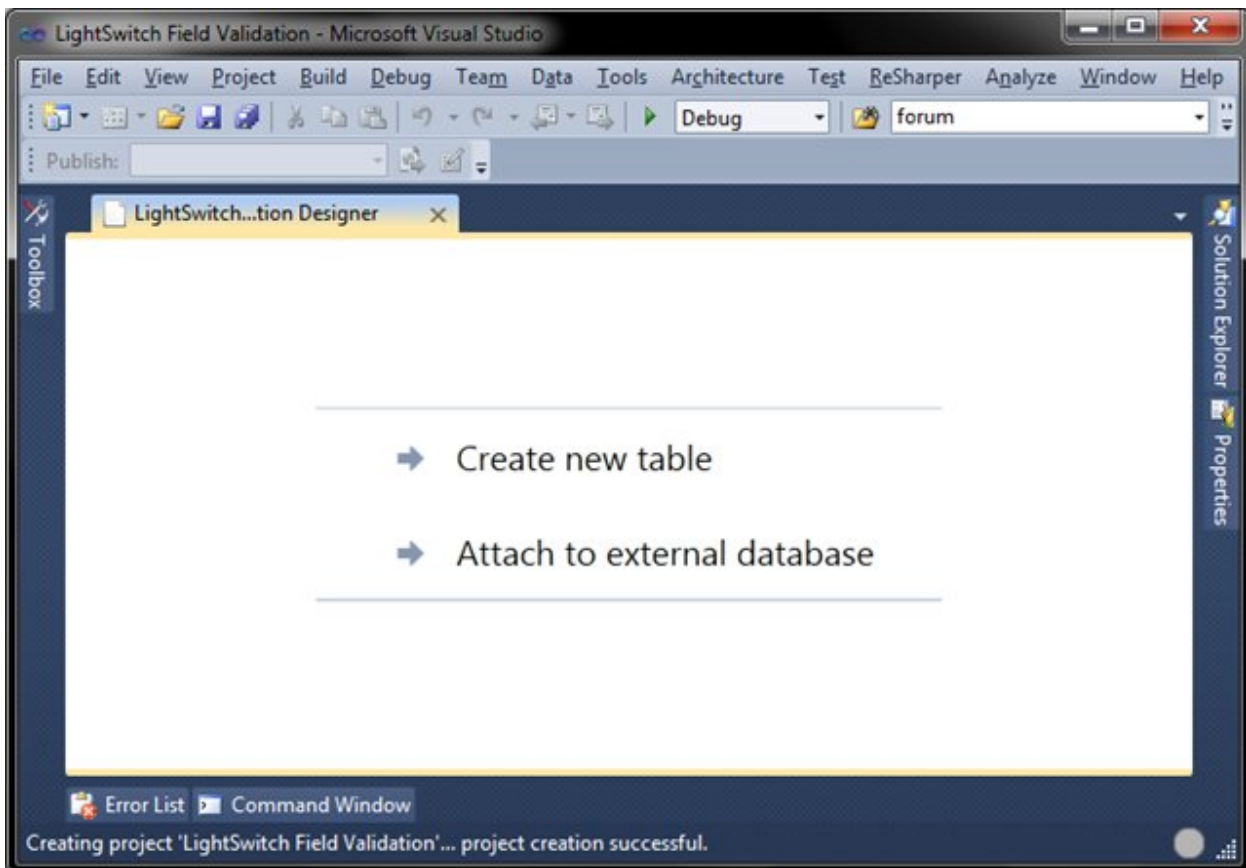 LightSwitch Field Validation - Microsoft Visual Studio
File Edit View Project Build Debug Team Data Tools Architecture Test ReSharper Analyze Window Help
Debug forum
Publish:
Toolbox
LightSwitch...tion Designer
Create new table
Attach to external database
Solution Explorer
Properties
Error List Command Window
Creating project 'LightSwitch Field Validation'... project creation successful.